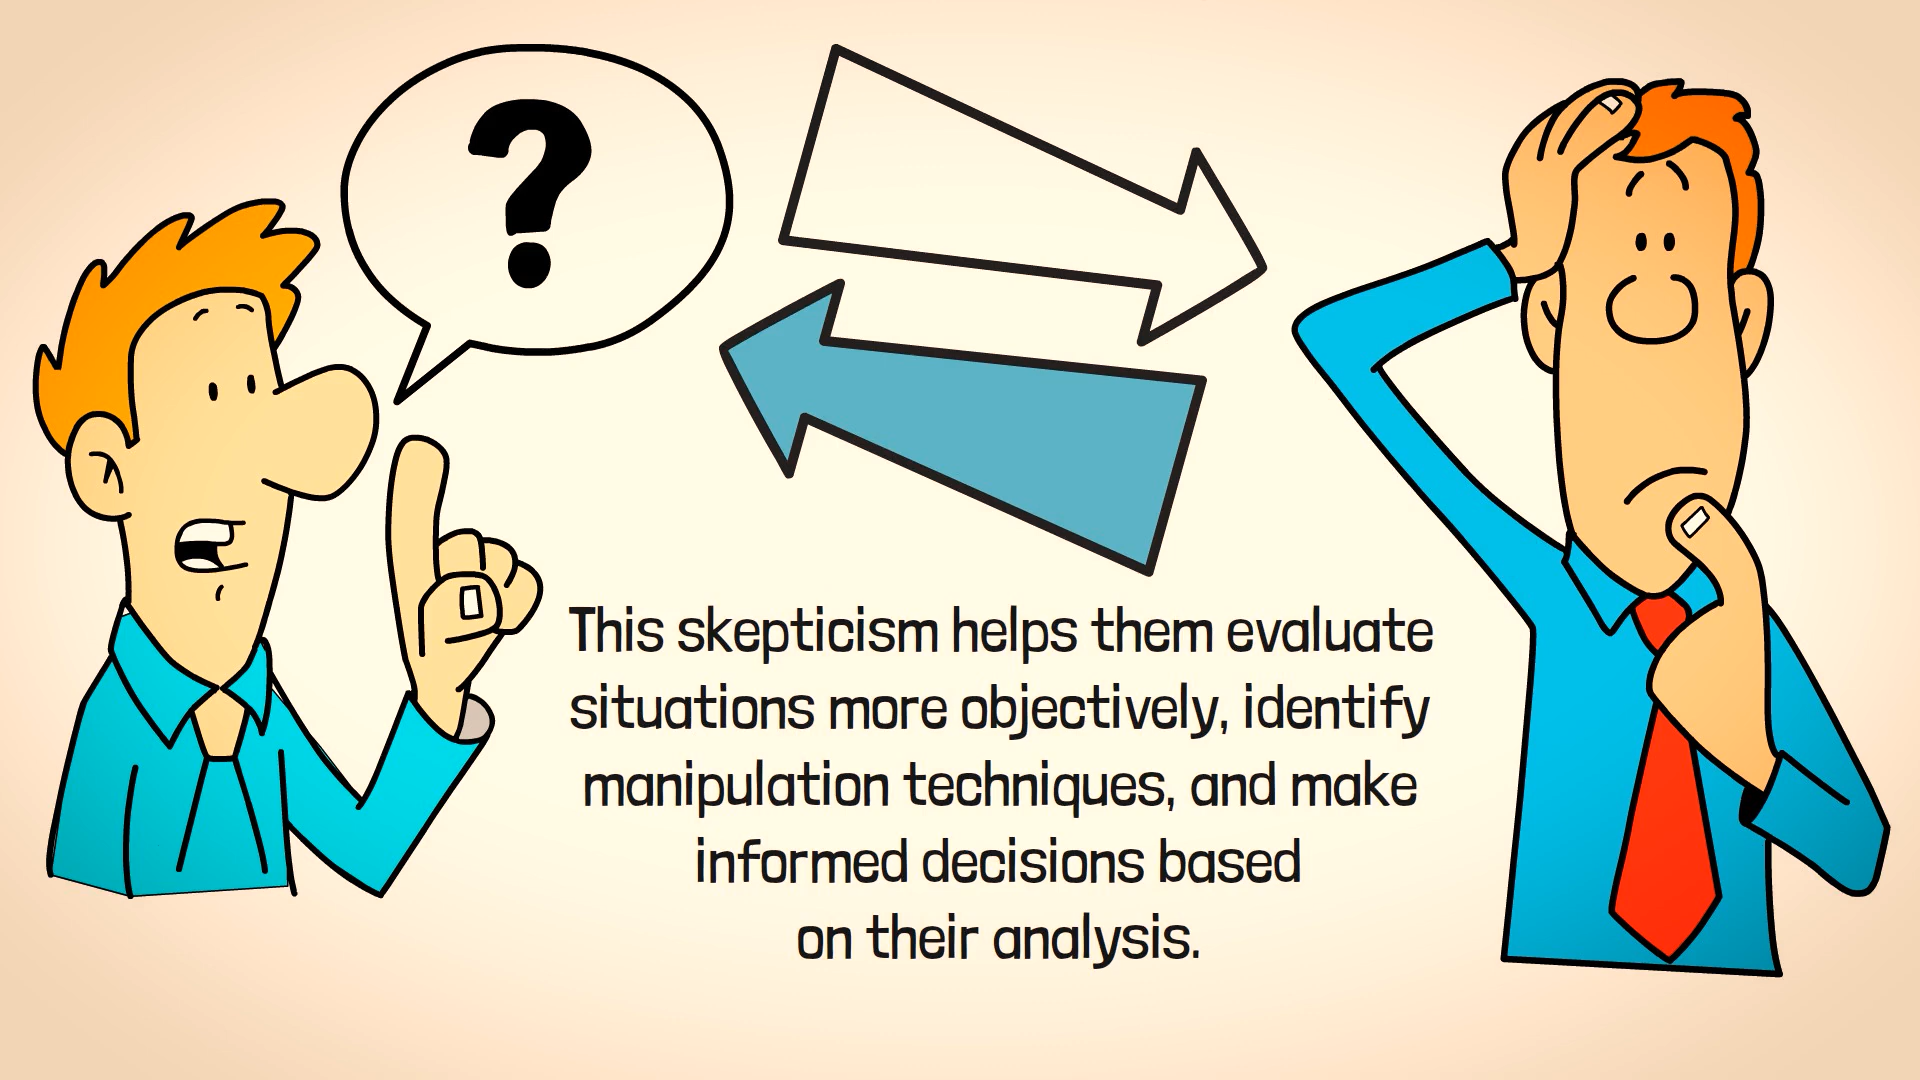 ?
This skepticism helps them evaluate
situations more objectively, identify
manipulation techniques, and make
informed decisions based
on their analysis.